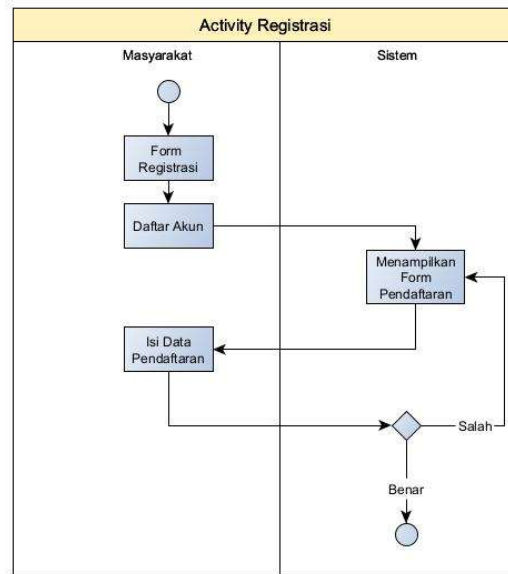 Activity Registrasi
Masyarakat
Sistem
Form
Registrasi
Daftar Akun
Menampilkan
Form
Pendaftaran
Isi Data
Pendaftaran
Salah
Benar